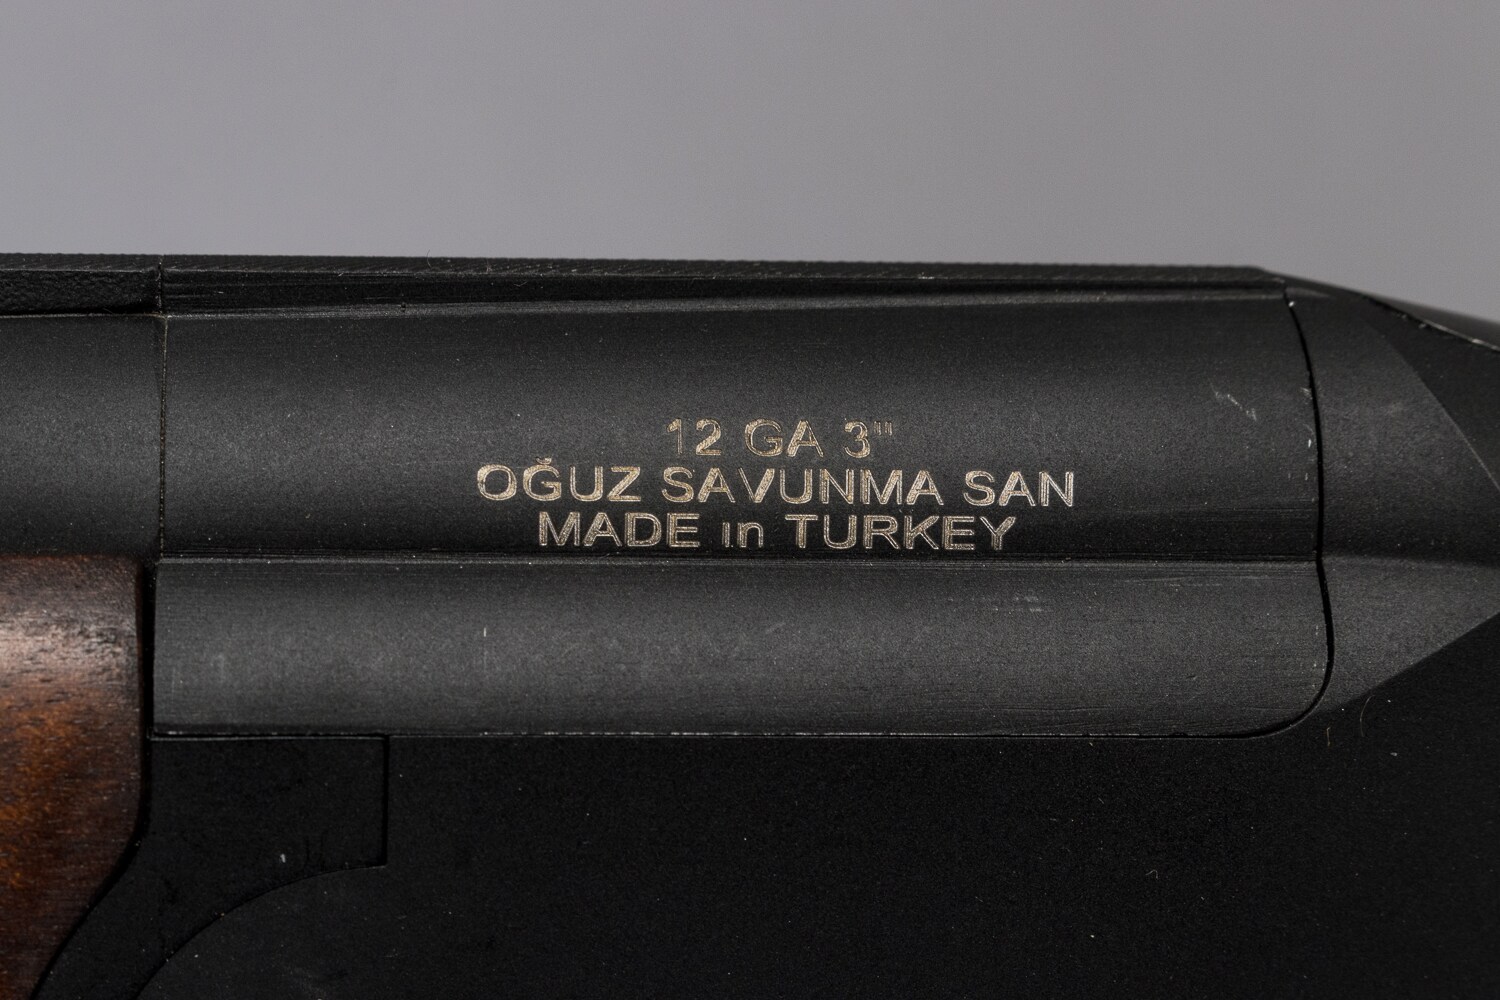 12 GA 3"
OĞUZ SAVUNMA SAN
MADE in TURKEY